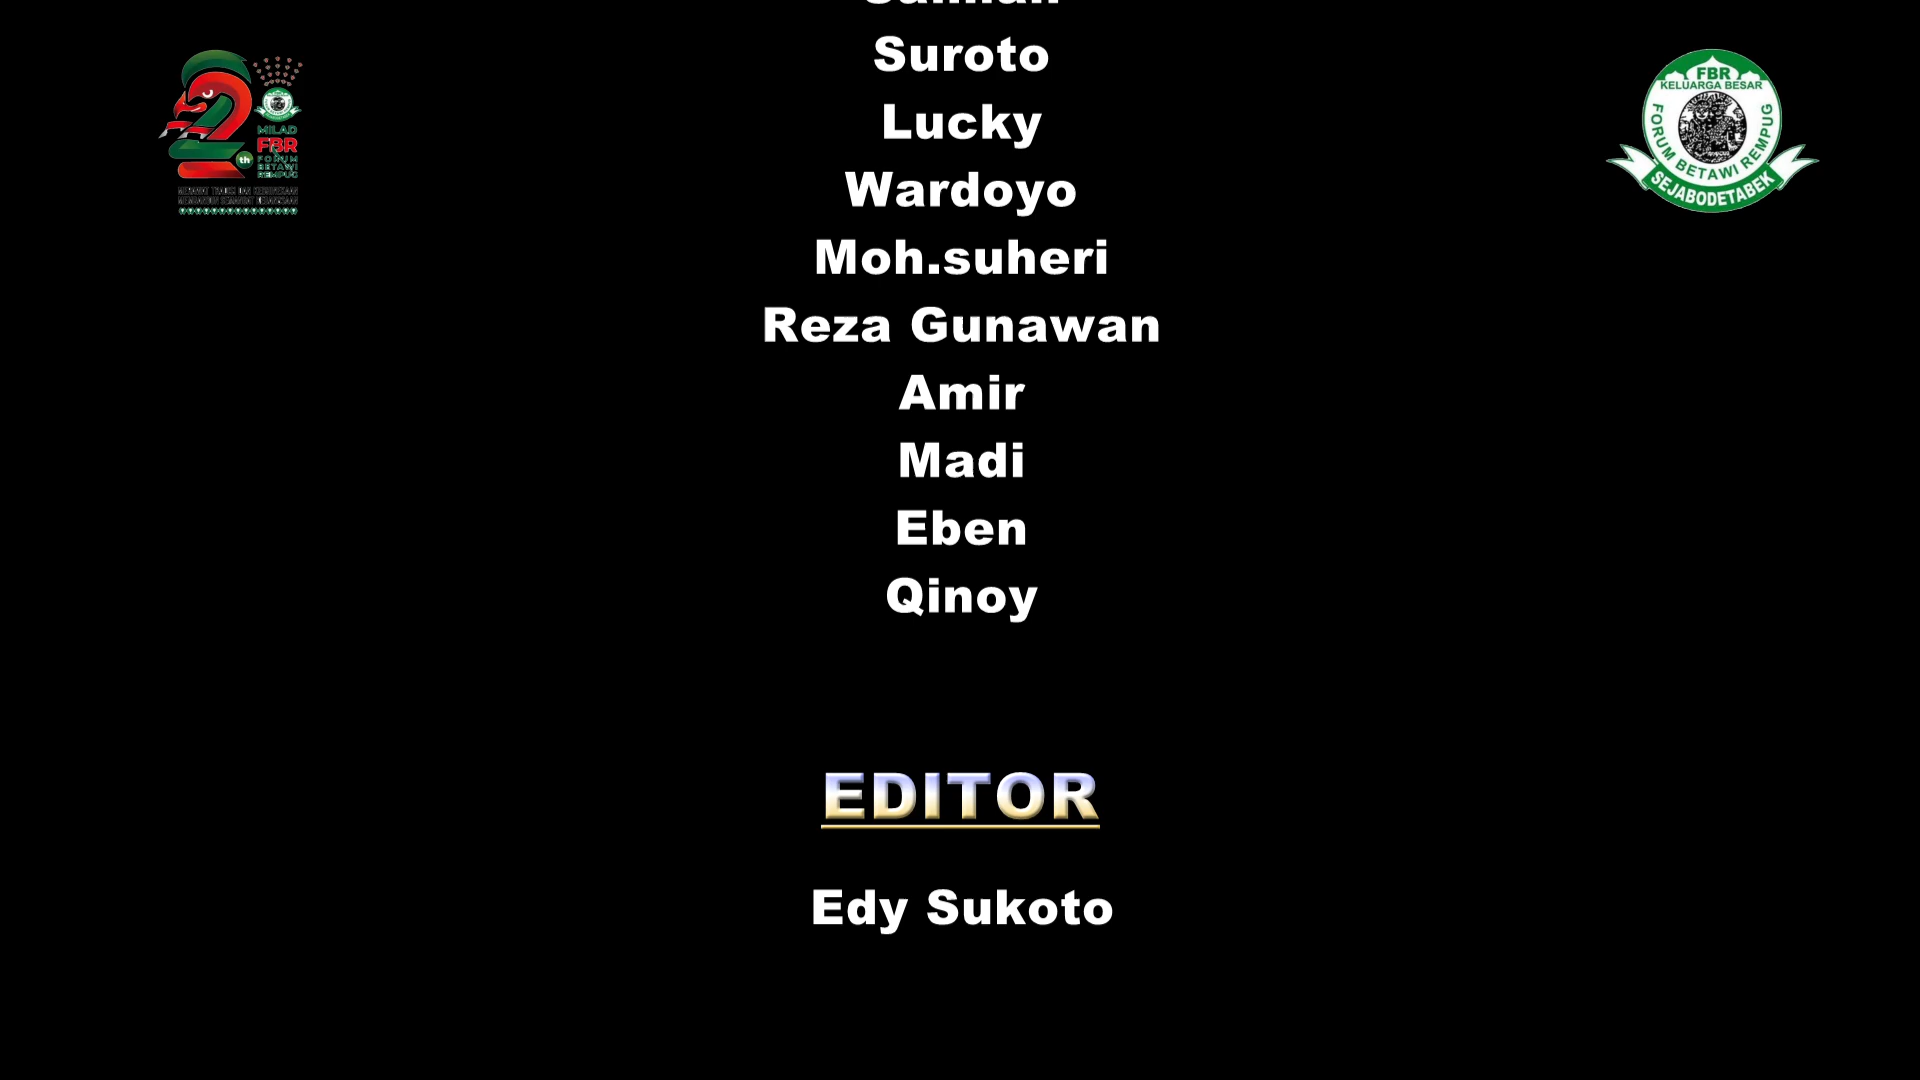 Suroto
Lucky
Wardoyo
Moh.suheri
Reza Gunawan
Amir
Madi
Eben
Qinoy
EDITOR
Edy Sukoto
th
MILAD
FBR
FORUM
BETAWI
REMPUG
FBR
KELUARGA BESAR
FORUM BETAWI REMPUG
SEJABODETABEK